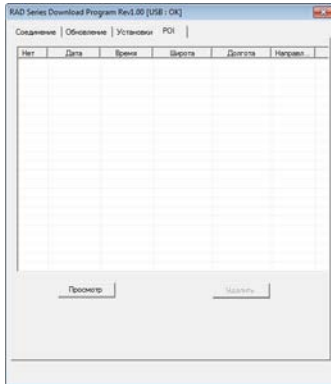 RAD Series Download Program Rev1.00 [USB : OK]
Соединение Обновление Установки POI
Нет Дата Время Широта Долгота Направл...
Просмотр Удалить